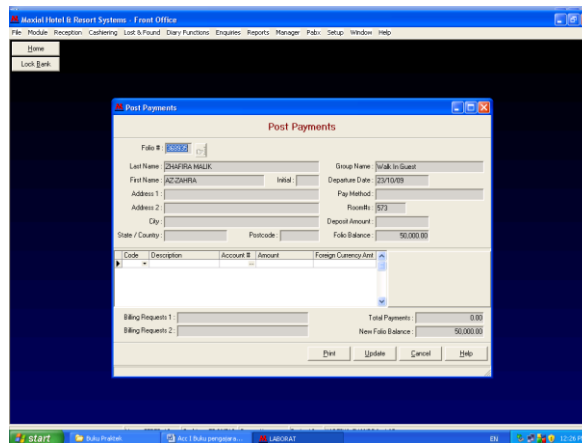 Maxial Hotel & Resort Systems - Front Office
File Module Reception Cashiering Lost & Found Diary Functions Enquiries Reports Manager Pabx Setup Window Help
Home
Lock Bank
Post Payments
Post Payments
Folio # :
Last Name : ZHAFIRA MALIK Group Name : Walk In Guest
First Name : AZ-ZAHRA Initial : Departure Date : 23/10/09
Address 1 : Pay Method :
Address 2 : Room#s : 573
City : Deposit Amount :
State / Country : Postcode : Folio Balance : 50,000.00
Code Description Account # Amount Foreign Currency Amt
Billing Requests 1 : Total Payments : 0.00
Billing Requests 2 : New Folio Balance : 50,000.00
Print Update Cancel Help
start Buku Praktek Acc I Buku pengoara... LABORAT EN 12:26 P